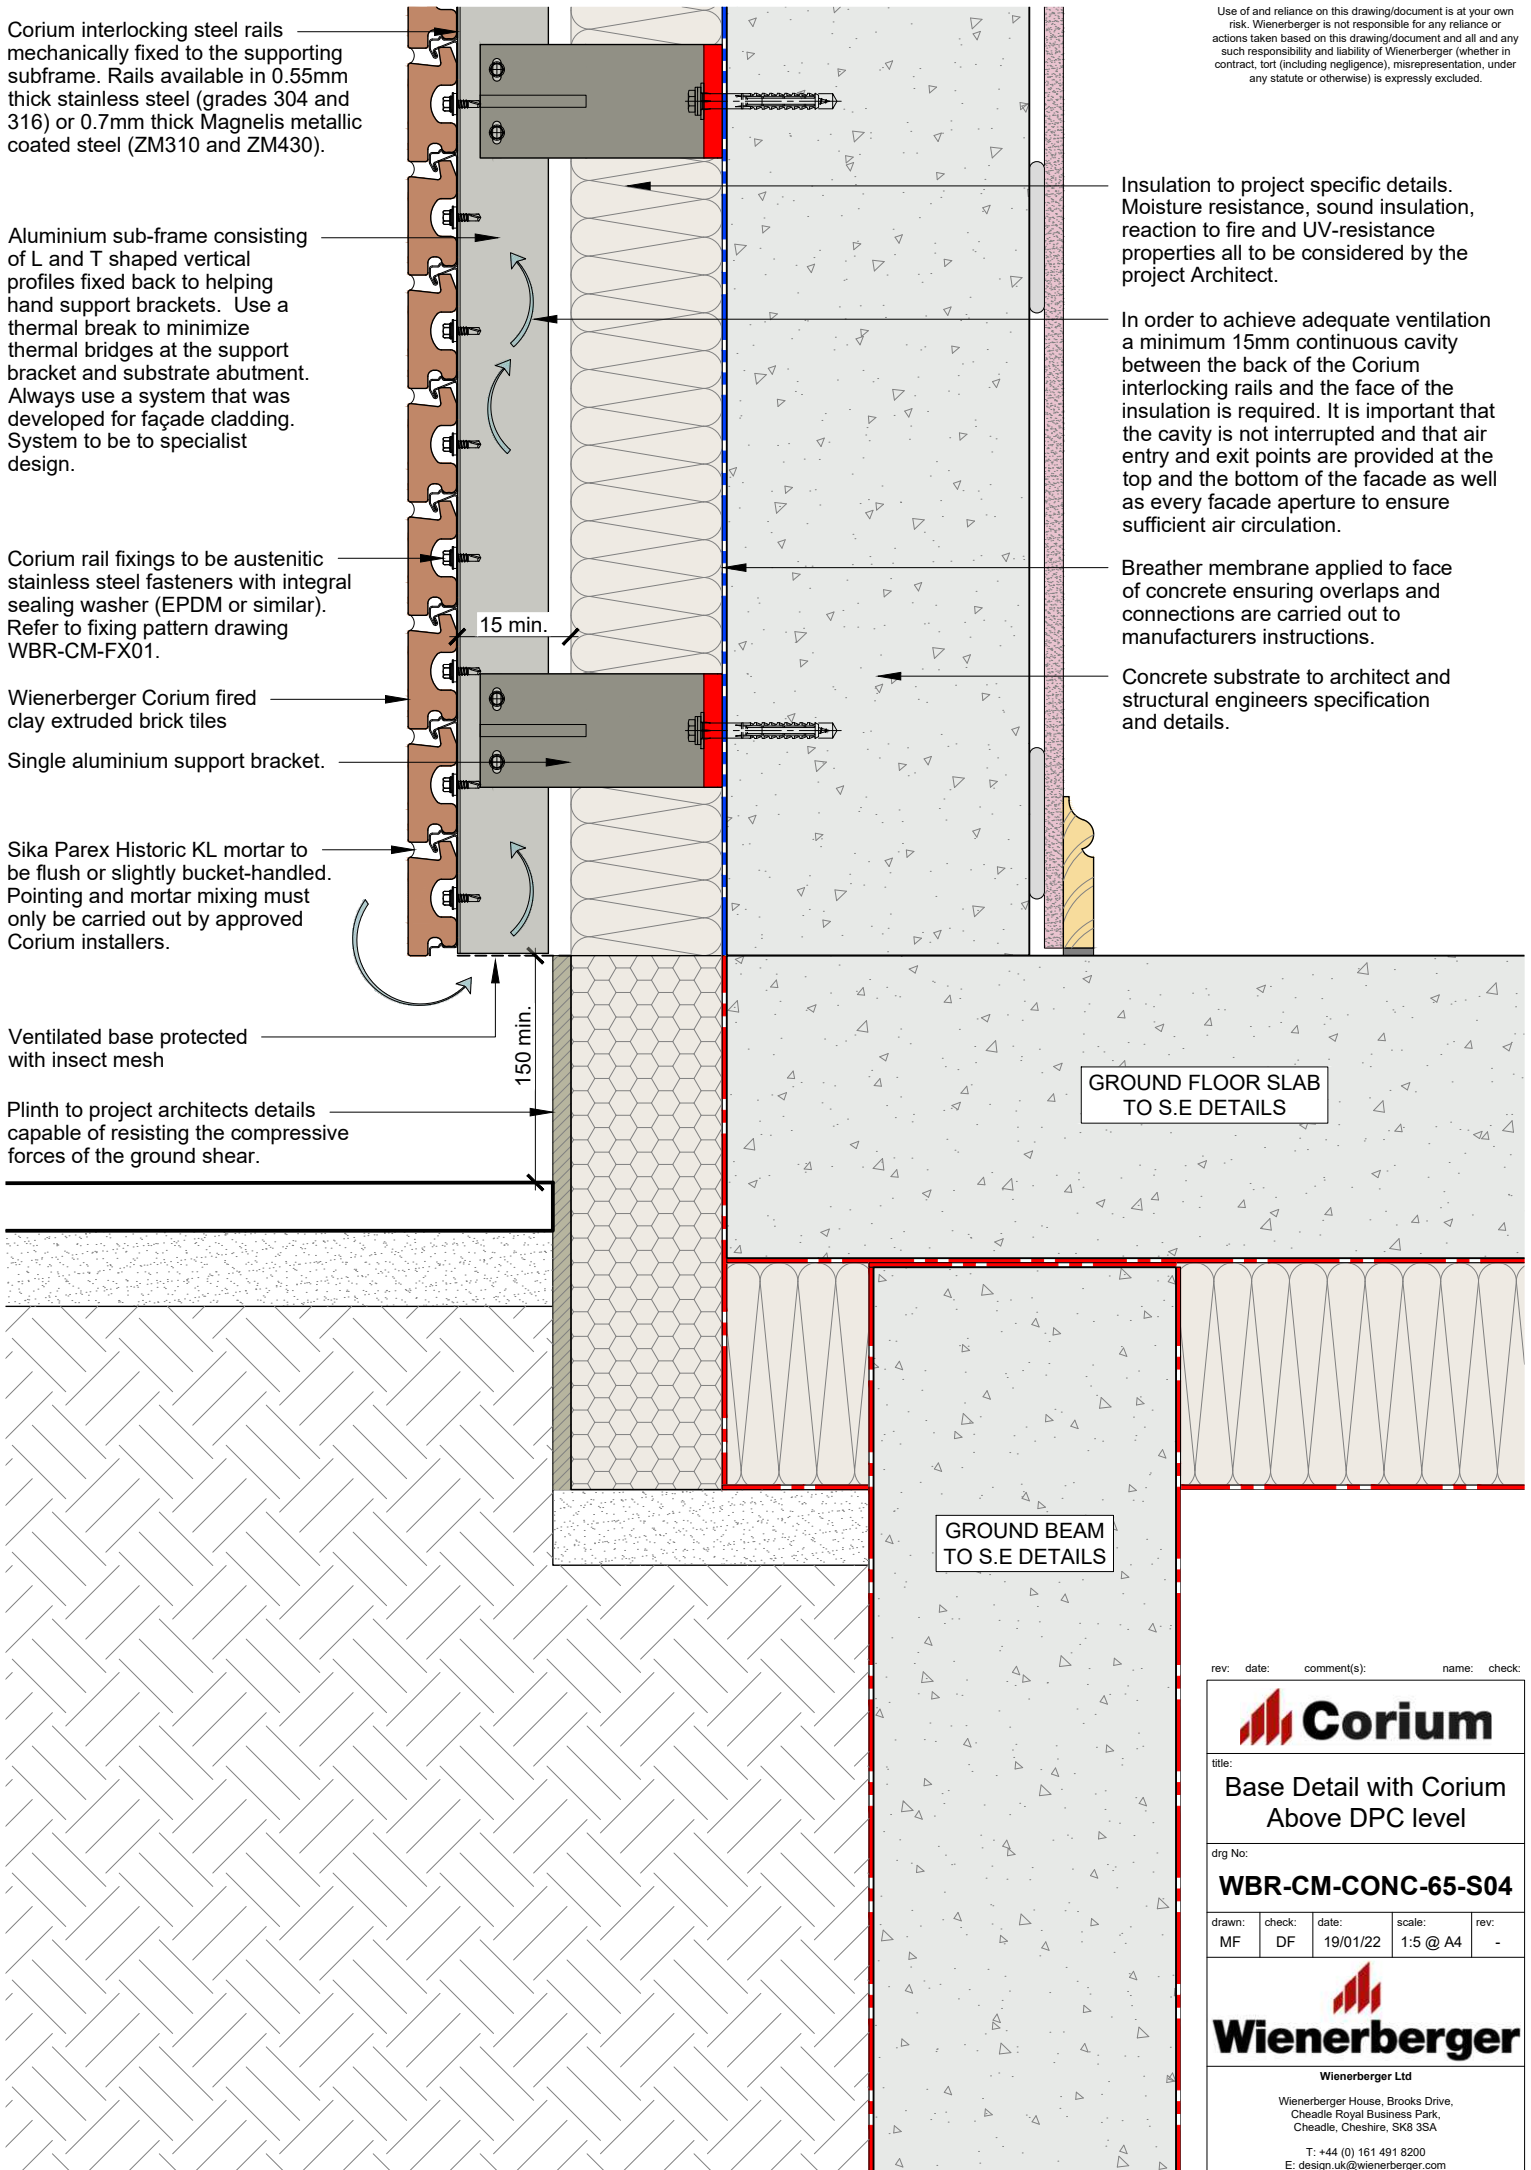 Use of and reliance on this drawing/document is at your own
risk. Wienerberger is not responsible for any reliance or
actions taken based on this drawing/document and all and any
such responsibility and liability of Wienerberger (whether in
contract, tort (including negligence), misrepresentation, under
any statute or otherwise) is expressly excluded.
Corium interlocking steel rails
mechanically fixed to the supporting
subframe. Rails available in 0.55mm
thick stainless steel (grades 304 and
316) or 0.7mm thick Magnelis metallic
coated steel (ZM310 and ZM430).
Aluminium sub-frame consisting
of L and T shaped vertical
profiles fixed back to helping
hand support brackets. Use a
thermal break to minimize
thermal bridges at the support
bracket and substrate abutment.
Always use a system that was
developed for façade cladding.
System to be to specialist
design.
Corium rail fixings to be austenitic
stainless steel fasteners with integral
sealing washer (EPDM or similar).
Refer to fixing pattern drawing
WBR-CM-FX01.
Wienerberger Corium fired
clay extruded brick tiles
Single aluminium support bracket.
Sika Parex Historic KL mortar to
be flush or slightly bucket-handled.
Pointing and mortar mixing must
only be carried out by approved
Corium installers.
Ventilated base protected
with insect mesh
Plinth to project architects details
capable of resisting the compressive
forces of the ground shear.
15 min.
150 min.
Insulation to project specific details.
Moisture resistance, sound insulation,
reaction to fire and UV-resistance
properties all to be considered by the
project Architect.
In order to achieve adequate ventilation
a minimum 15mm continuous cavity
between the back of the Corium
interlocking rails and the face of the
insulation is required. It is important that
the cavity is not interrupted and that air
entry and exit points are provided at the
top and the bottom of the facade as well
as every facade aperture to ensure
sufficient air circulation.
Breather membrane applied to face
of concrete ensuring overlaps and
connections are carried out to
manufacturers instructions.
Concrete substrate to architect and
structural engineers specification
and details.
GROUND FLOOR SLAB
TO S.E DETAILS
GROUND BEAM
TO S.E DETAILS
rev: date: comment(s): name: check:
Corium
title:
Base Detail with Corium
Above DPC level
drg No:
WBR-CM-CONC-65-S04
drawn: check: date: scale: rev:
MF DF 19/01/22 1:5 @ A4 -
Wienerberger
Wienerberger Ltd
Wienerberger House, Brooks Drive,
Cheadle Royal Business Park,
Cheadle, Cheshire, SK8 3SA
T: +44 (0) 161 491 8200
E: design.uk@wienerberger.com